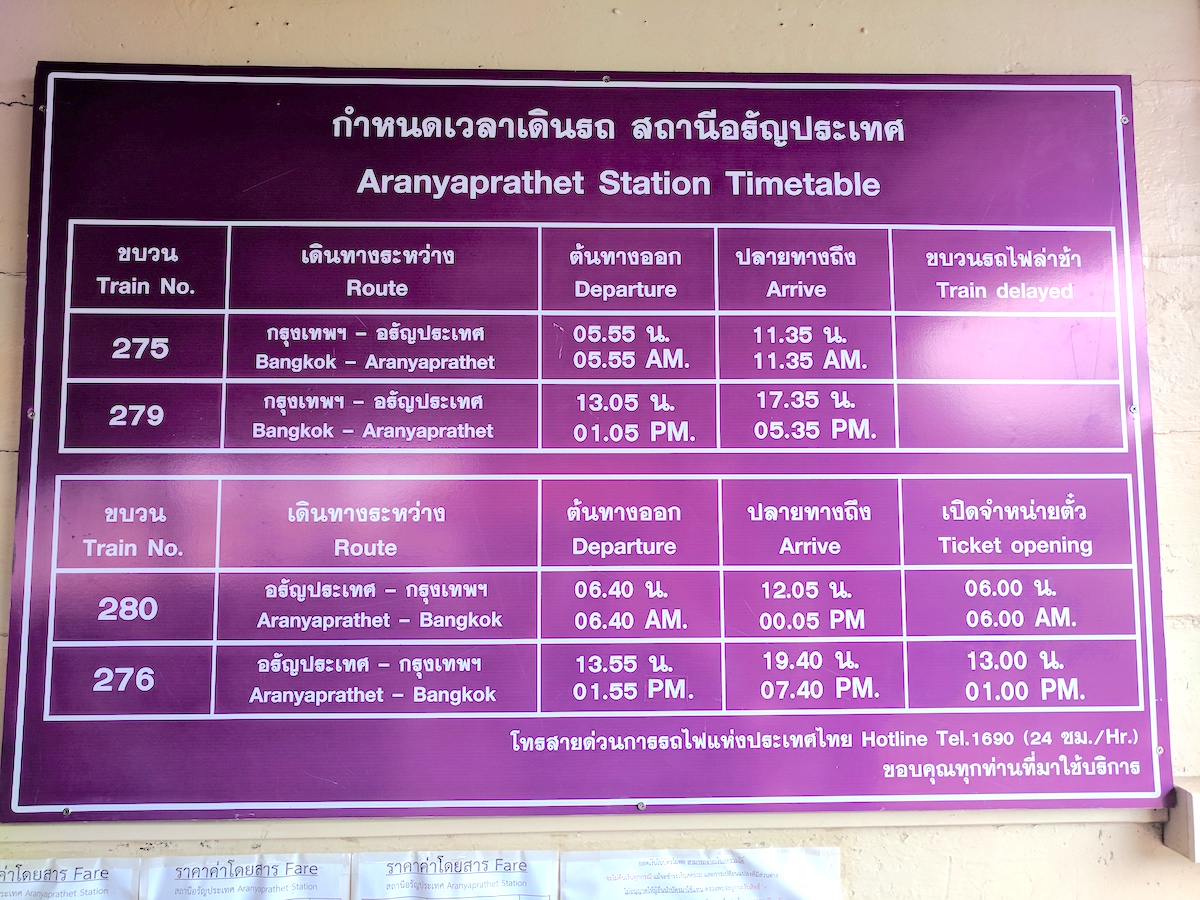 กำหนดเวลาเดินรถ สถานีอรัญประเทศ
Aranyaprathet Station Timetable
ขบวน เดินทางระหว่าง ต้นทางออก ปลายทางถึง ขบวนรถไฟล่าช้า
Train No. Route Departure Arrive Train delayed
275 กรุงเทพฯ – อรัญประเทศ 05.55 น. 11.35 น.
Bangkok – Aranyaprathet 05.55 AM. 11.35 AM.
279 กรุงเทพฯ – อรัญประเทศ 13.05 น. 17.35 น.
Bangkok – Aranyaprathet 01.05 PM. 05.35 PM.
ขบวน เดินทางระหว่าง ต้นทางออก ปลายทางถึง เปิดจำหน่ายตั๋ว
Train No. Route Departure Arrive Ticket opening
280 อรัญประเทศ – กรุงเทพฯ 06.40 น. 12.05 น. 06.00 น.
Aranyaprathet – Bangkok 06.40 AM. 00.05 PM 06.00 AM.
276 อรัญประเทศ – กรุงเทพฯ 13.55 น. 19.40 น. 13.00 น.
Aranyaprathet – Bangkok 01.55 PM. 07.40 PM. 01.00 PM.
โทรสายด่วนการรถไฟแห่งประเทศไทย Hotline Tel.1690 (24 ชม./Hr.)
ขอบคุณทุกท่านที่มาใช้บริการ
ค่าโดยสาร Fare ราคาค่าโดยสาร Fare ราคาค่าโดยสาร Fare
Aranyaprathet Station สถานีอรัญประเทศ Aranyaprathet Station สถานีอรัญประเทศ Aranyaprathet Station